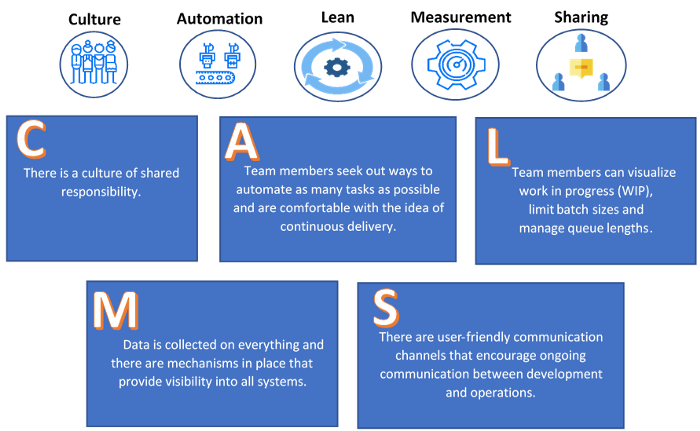 Culture
Automation
Lean
Measurement
Sharing
C
There is a culture of shared
responsibility.
A
Team members seek out ways to
automate as many tasks as possible
and are comfortable with the idea of
continuous delivery.
L
Team members can visualize
work in progress (WIP),
limit batch sizes and
manage queue lengths.
M
Data is collected on everything and
there are mechanisms in place that
provide visibility into all systems.
S
There are user-friendly communication
channels that encourage ongoing
communication between development
and operations.